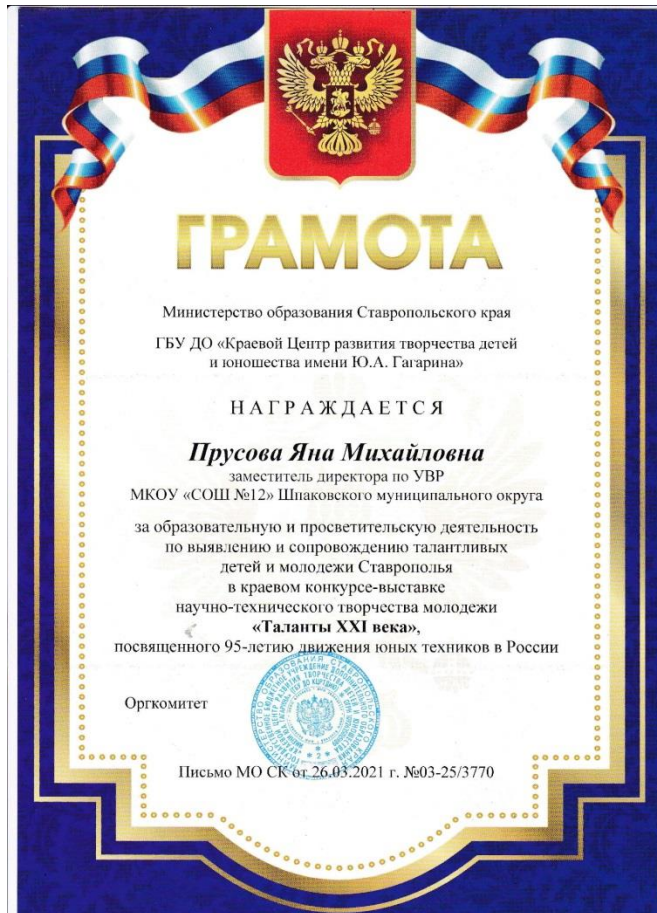 ГРАМОТА
Министерство образования Ставропольского края
ГБУ ДО «Краевой Центр развития творчества детей
и юношества имени Ю.А. Гагарина»
НАГРАЖДАЕТСЯ
Прусова Яна Михайловна
заместитель директора по УВР
МКОУ «СОШ №12» Шпаковского муниципального округа
за образовательную и просветительскую деятельность
по выявлению и сопровождению талантливых
детей и молодежи Ставрополья
в краевом конкурсе-выставке
научно-технического творчества молодежи
«Таланты XXI века»,
посвященного 95-летию движения юных техников в России
Оргкомитет
Письмо МО СК от 26.03.2021 г. №03-25/3770